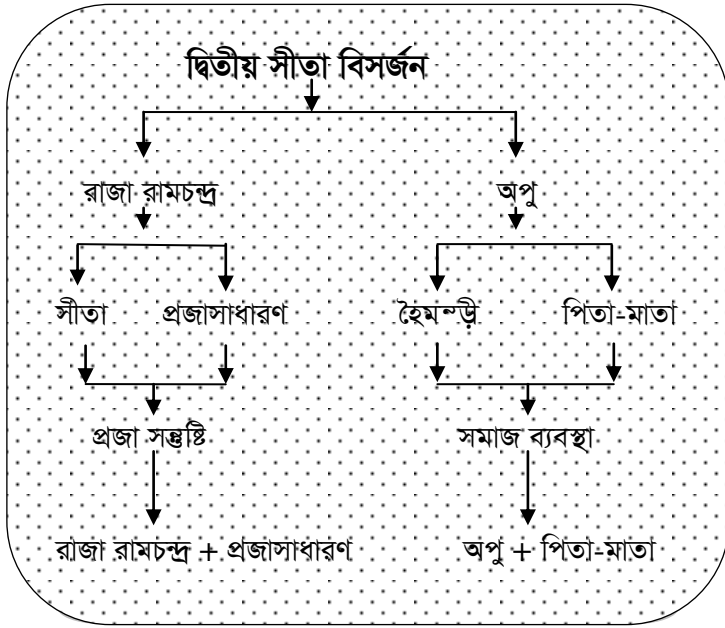 দ্বিতীয় সীতা বিসর্জন
রাজা রামচন্দ্র অপু
সীতা প্রজাসাধারণ হৈমন্ড়ী পিতা-মাতা
প্রজা সন্তুষ্টি সমাজ ব্যবস্থা
রাজা রামচন্দ্র + প্রজাসাধারণ অপু + পিতা-মাতা